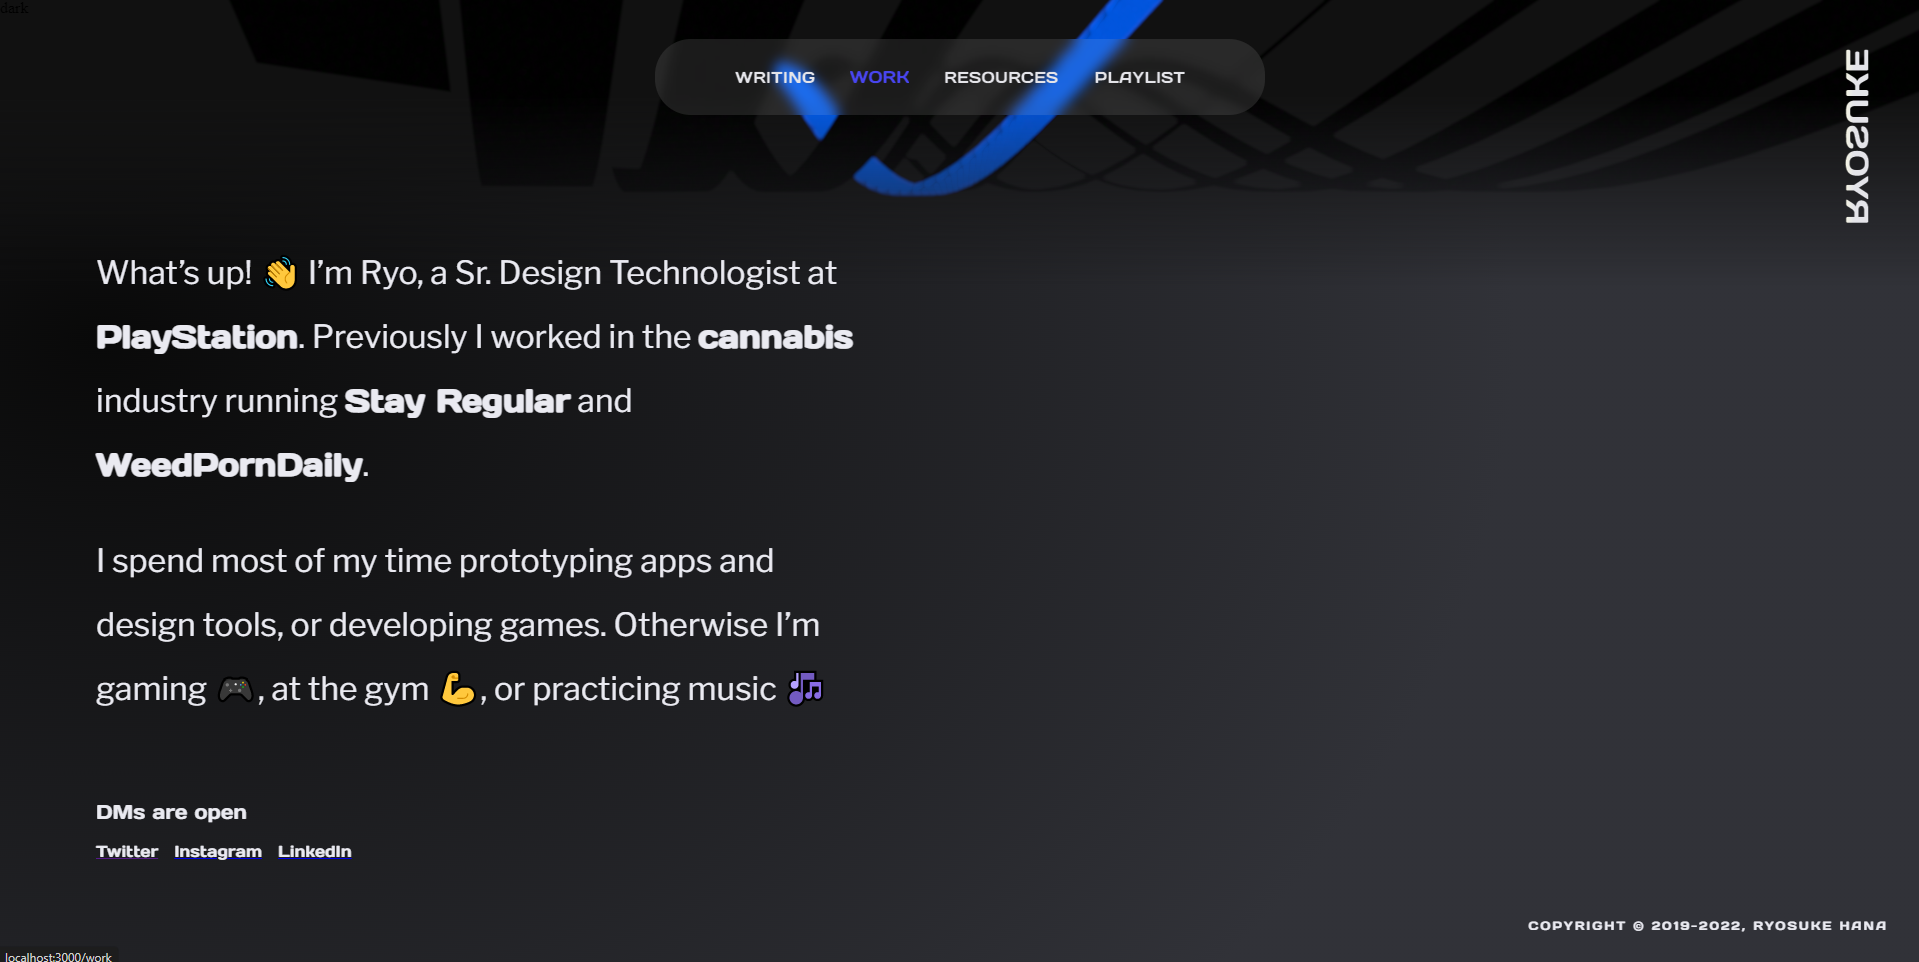 dark
WRITING WORK RESOURCES PLAYLIST
RYOSUKE
What’s up! 👋 I’m Ryo, a Sr. Design Technologist at
PlayStation. Previously I worked in the cannabis
industry running Stay Regular and
WeedPornDaily.
I spend most of my time prototyping apps and
design tools, or developing games. Otherwise I’m
gaming 🎮, at the gym 💪, or practicing music 🎶
DMs are open
Twitter Instagram LinkedIn
COPYRIGHT © 2019-2022, RYOSUKE HANA
localhost:3000/work